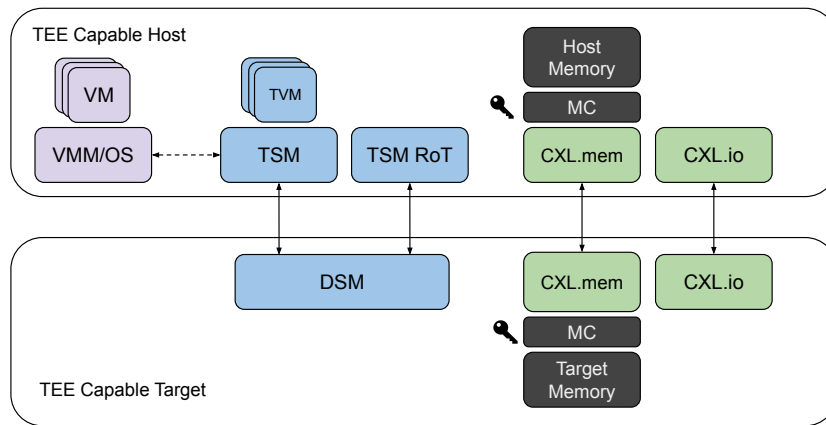 TEE Capable Host
Host
Memory
VM
TVM
MC
VMM/OS
TSM
TSM RoT
CXL.mem
CXL.io
DSM
CXL.mem
CXL.io
MC
Target
Memory
TEE Capable Target